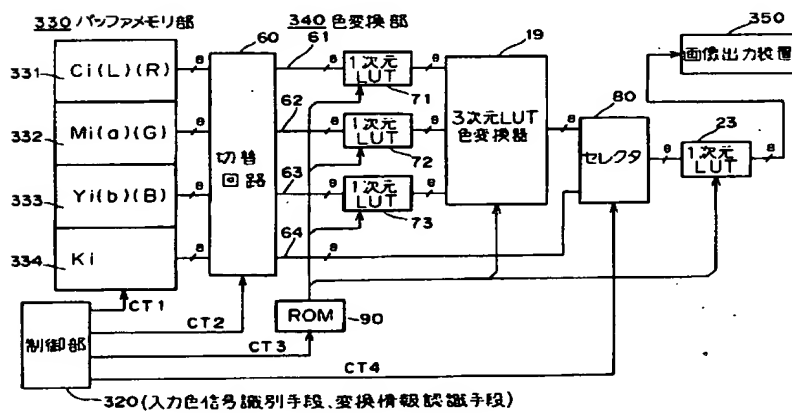 330 バッファメモリ部
340 色変換部
350
60
61
19
画像出力装置
331
Ci(L)(R)
8
8
1次元
LUT
8
71
332
Mi(a)(G)
8
62
8
1次元
LUT
8
72
3次元LUT
色変換器
8
80
セレクタ
8
23
1次元
LUT
8
切替
回路
333
Yi(b)(B)
8
63
8
1次元
LUT
8
73
334
Ki
8
64
8
CT1
CT2
ROM
90
制御部
CT3
CT4
320(入力色信号識別手段、変換情報認識手段)